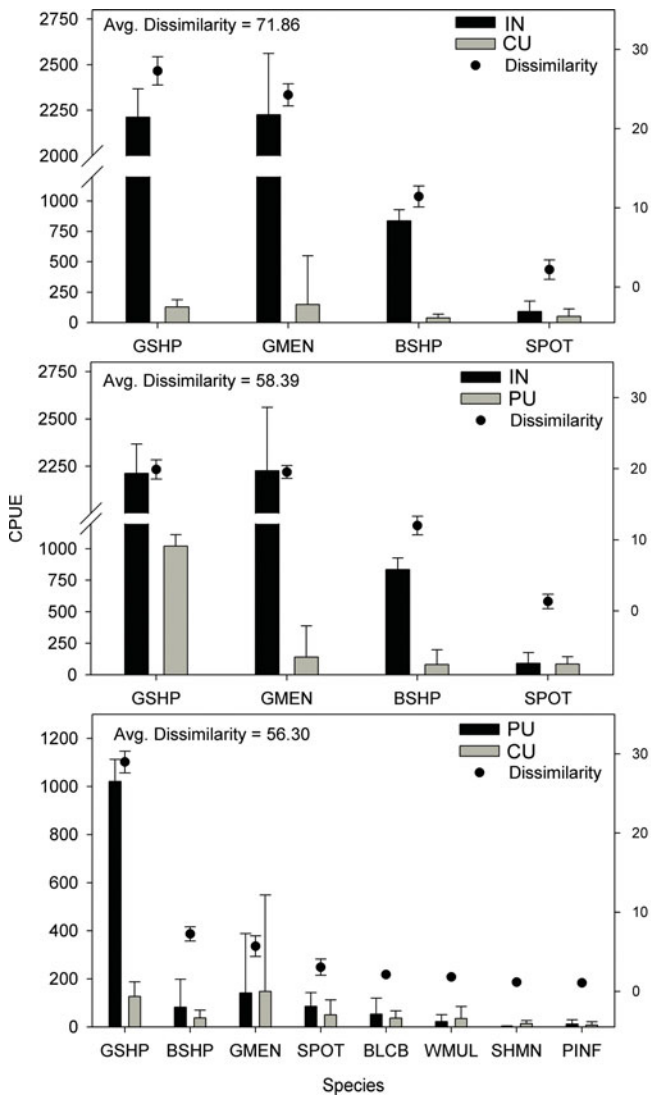 Avg. Dissimilarity = 71.86
IN
CU
Dissimilarity
2750
2500
2250
2000
1000
750
500
250
0
30
20
10
0
GSHP GMEN BSHP SPOT
Avg. Dissimilarity = 58.39
IN
PU
Dissimilarity
2750
2500
2250
1000
750
500
250
0
30
20
10
0
GSHP GMEN BSHP SPOT
CPUE
Avg. Dissimilarity = 56.30
PU
CU
Dissimilarity
1200
1000
800
600
400
200
0
30
20
10
0
GSHP BSHP GMEN SPOT BLCB WMUL SHMN PINF
Species